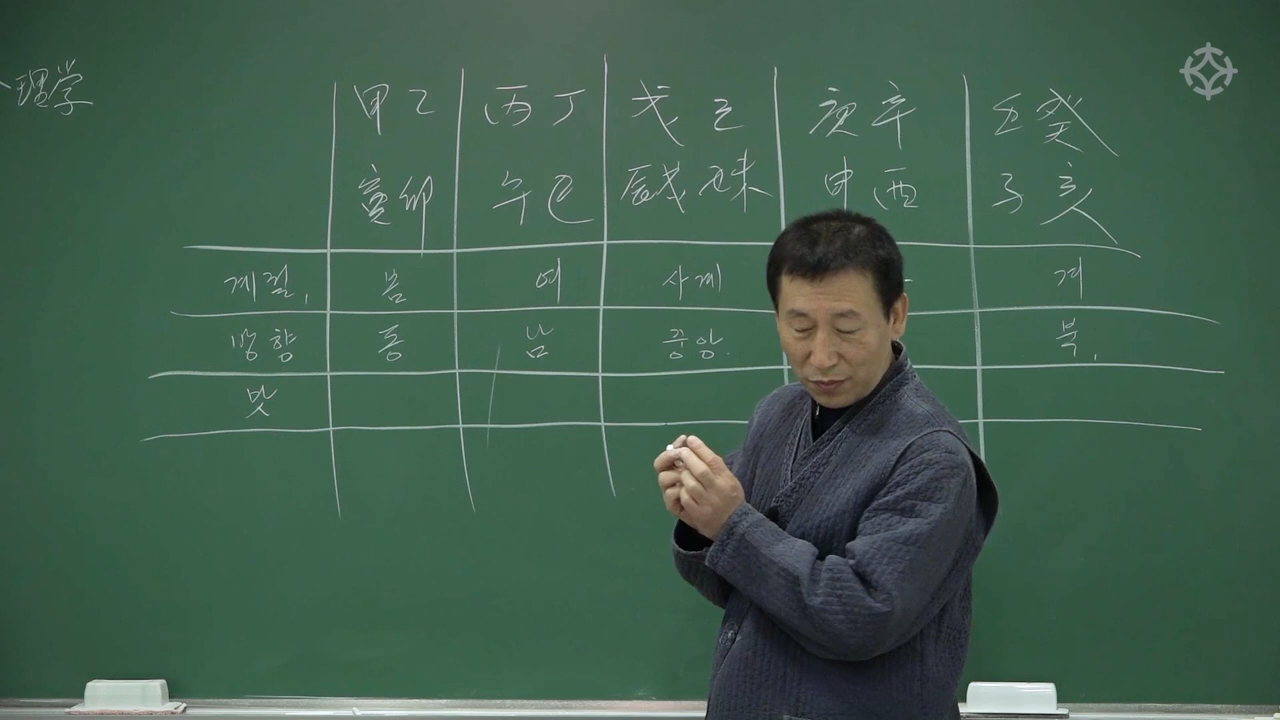 理学
甲乙 丙丁 戊己 庚辛 壬癸
寅卯 午巳 辰戌丑未 申酉 子亥
계절, 봄 여 사계 겨
방향 동 남 중앙. 북.
맛